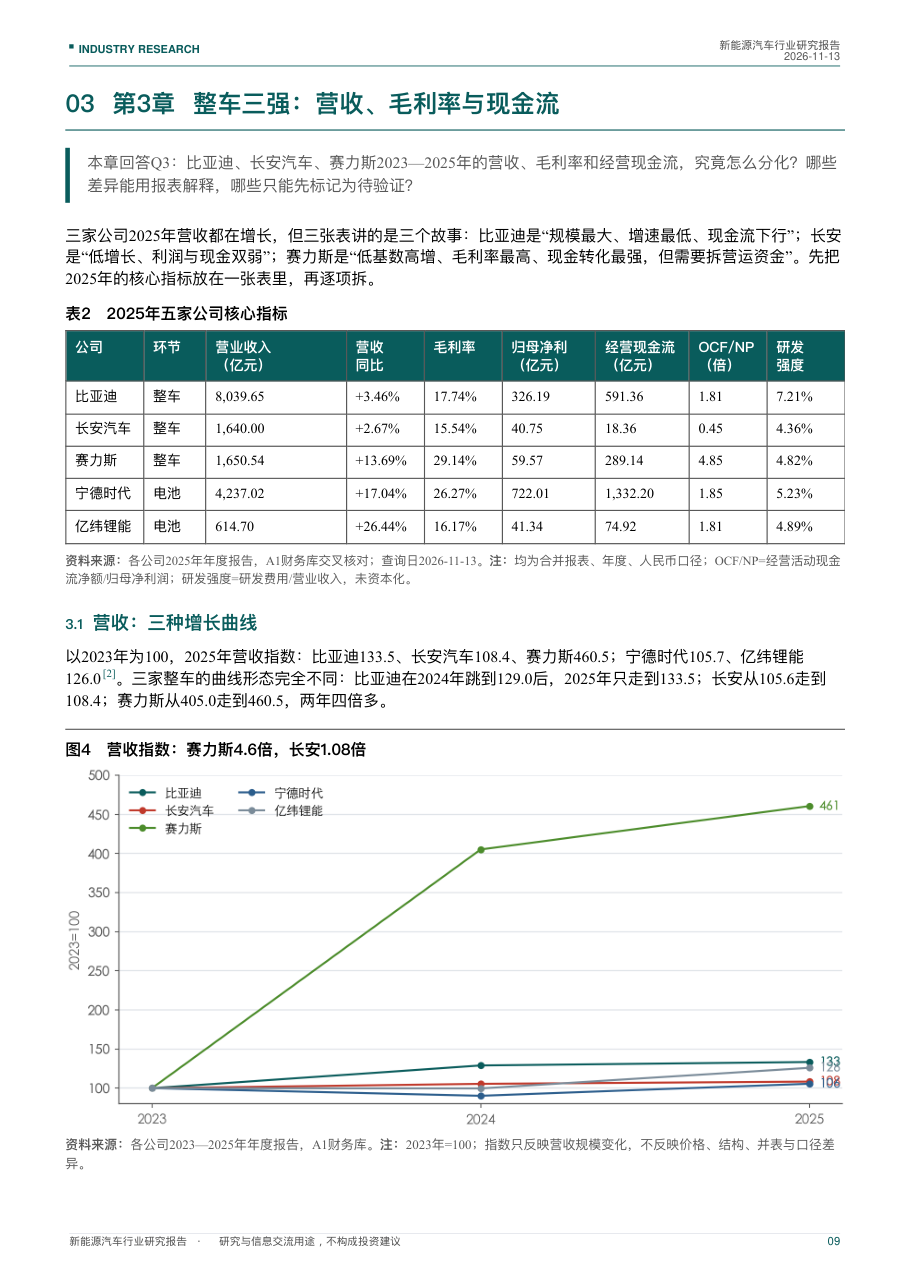 INDUSTRY RESEARCH
新能源汽车行业研究报告
2026-11-13
03 第3章 整车三强：营收、毛利率与现金流
本章回答Q3：比亚迪、长安汽车、赛力斯2023—2025年的营收、毛利率和经营现金流，究竟怎么分化？哪些
差异能用报表解释，哪些只能先标记为待验证？
三家公司2025年营收都在增长，但三张表讲的是三个故事：比亚迪是“规模最大、增速最低、现金流下行”；长安
是“低增长、利润与现金双弱”；赛力斯是“低基数高增、毛利率最高、现金转化最强，但需要拆营运资金”。先把
2025年的核心指标放在一张表里，再逐项拆。
表2 2025年五家公司核心指标
公司 环节 营业收入（亿元） 营收同比 毛利率 归母净利（亿元） 经营现金流（亿元） OCF/NP（倍） 研发强度
比亚迪 整车 8,039.65 +3.46% 17.74% 326.19 591.36 1.81 7.21%
长安汽车 整车 1,640.00 +2.67% 15.54% 40.75 18.36 0.45 4.36%
赛力斯 整车 1,650.54 +13.69% 29.14% 59.57 289.14 4.85 4.82%
宁德时代 电池 4,237.02 +17.04% 26.27% 722.01 1,332.20 1.85 5.23%
亿纬锂能 电池 614.70 +26.44% 16.17% 41.34 74.92 1.81 4.89%
资料来源：各公司2025年年度报告，A1财务库交叉核对；查询日2026-11-13。注：均为合并报表、年度、人民币口径；OCF/NP=经营活动现金
流净额/归母净利润；研发强度=研发费用/营业收入，未资本化。
3.1 营收：三种增长曲线
以2023年为100，2025年营收指数：比亚迪133.5、长安汽车108.4、赛力斯460.5；宁德时代105.7、亿纬锂能
126.0[2]。三家整车的曲线形态完全不同：比亚迪在2024年跳到129.0后，2025年只走到133.5；长安从105.6走到
108.4；赛力斯从405.0走到460.5，两年四倍多。
图4 营收指数：赛力斯4.6倍，长安1.08倍
500
450
400
350
300
250
200
150
100
2023=100
比亚迪
长安汽车
赛力斯
宁德时代
亿纬锂能
461
133
126
108
106
2023 2024 2025
资料来源：各公司2023—2025年年度报告，A1财务库。注：2023年=100；指数只反映营收规模变化，不反映价格、结构、并表与口径差
异。
新能源汽车行业研究报告 · 研究与信息交流用途，不构成投资建议
09